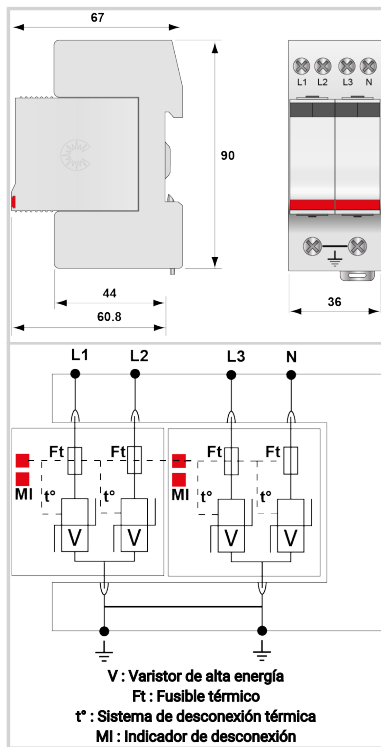 67
L1 L2 L3 N
90
44
60.8
36
L1 L2 L3 N
Ft Ft Ft Ft
MI t° t° MI t° t°
V V V V
V : Varistor de alta energía
Ft : Fusible térmico
t° : Sistema de desconexión térmica
MI : Indicador de desconexión